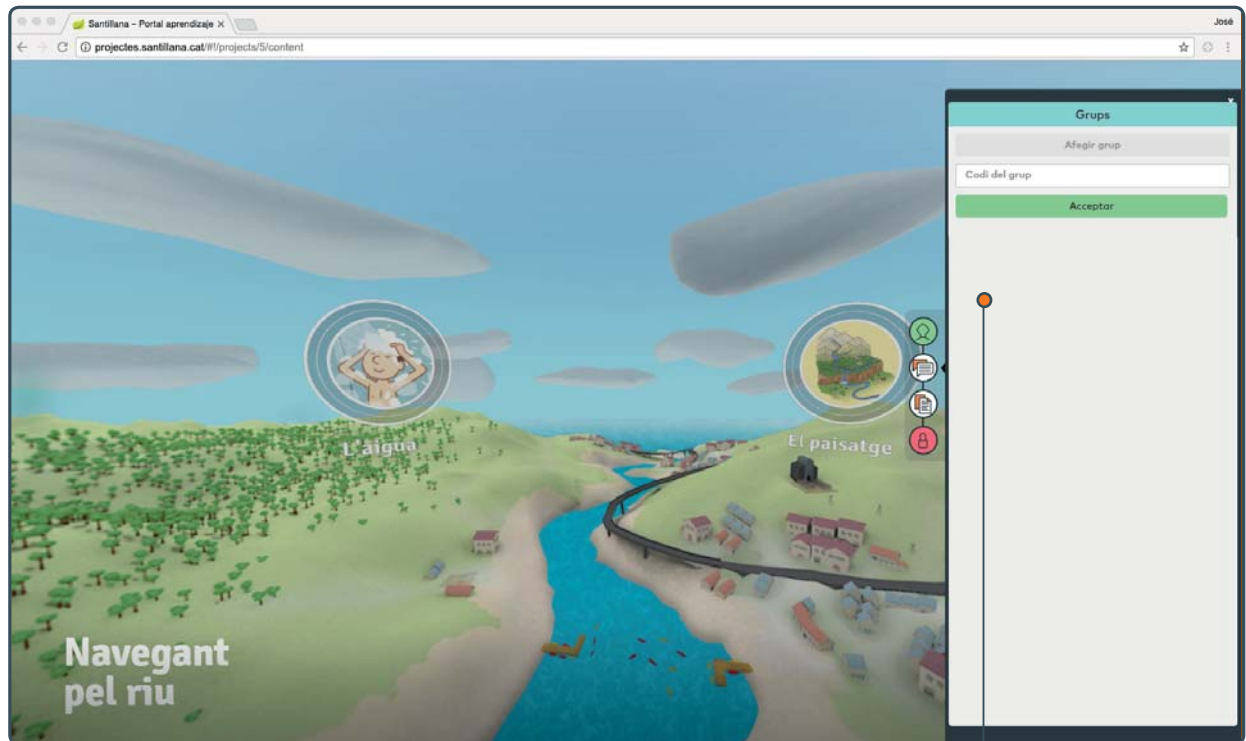 Santillana – Portal aprendizaje
José
projectes.santillana.cat/#!/projects/5/content
Grups
Afegir grup
Codi del grup
Acceptar
L'aigua
El paisatge
Navegant
pel riu